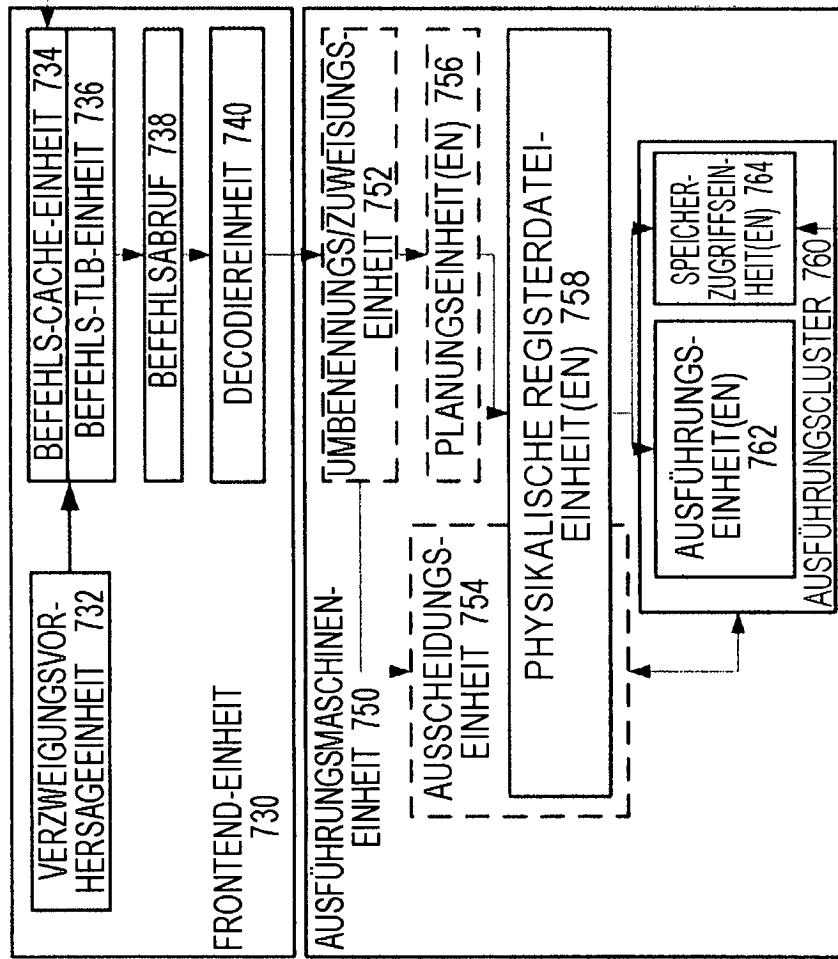 VERZWEIGUNGSVOR-
HERSAGEEINHEIT 732
BEFEHLS-CACHE-EINHEIT 734
BEFEHLS-TLB-EINHEIT 736
BEFEHLSABRUF 738
DECODIEREINHEIT 740
FRONTEND-EINHEIT
730
AUSFÜHRUNGSMASCHINEN-
EINHEIT 750
UMBENENNUNGS/ZUWEISUNGS-
EINHEIT 752
AUSSCHEIDUNGS-
EINHEIT 754
PLANUNGSEINHEIT(EN) 756
PHYSIKALISCHE REGISTERDATEI-
EINHEIT(EN) 758
AUSFÜHRUNGS-
EINHEIT(EN)
762
SPEICHER-
ZUGRIFFSEIN-
HEIT(EN) 764
AUSFÜHRUNGSCLUSTER 760